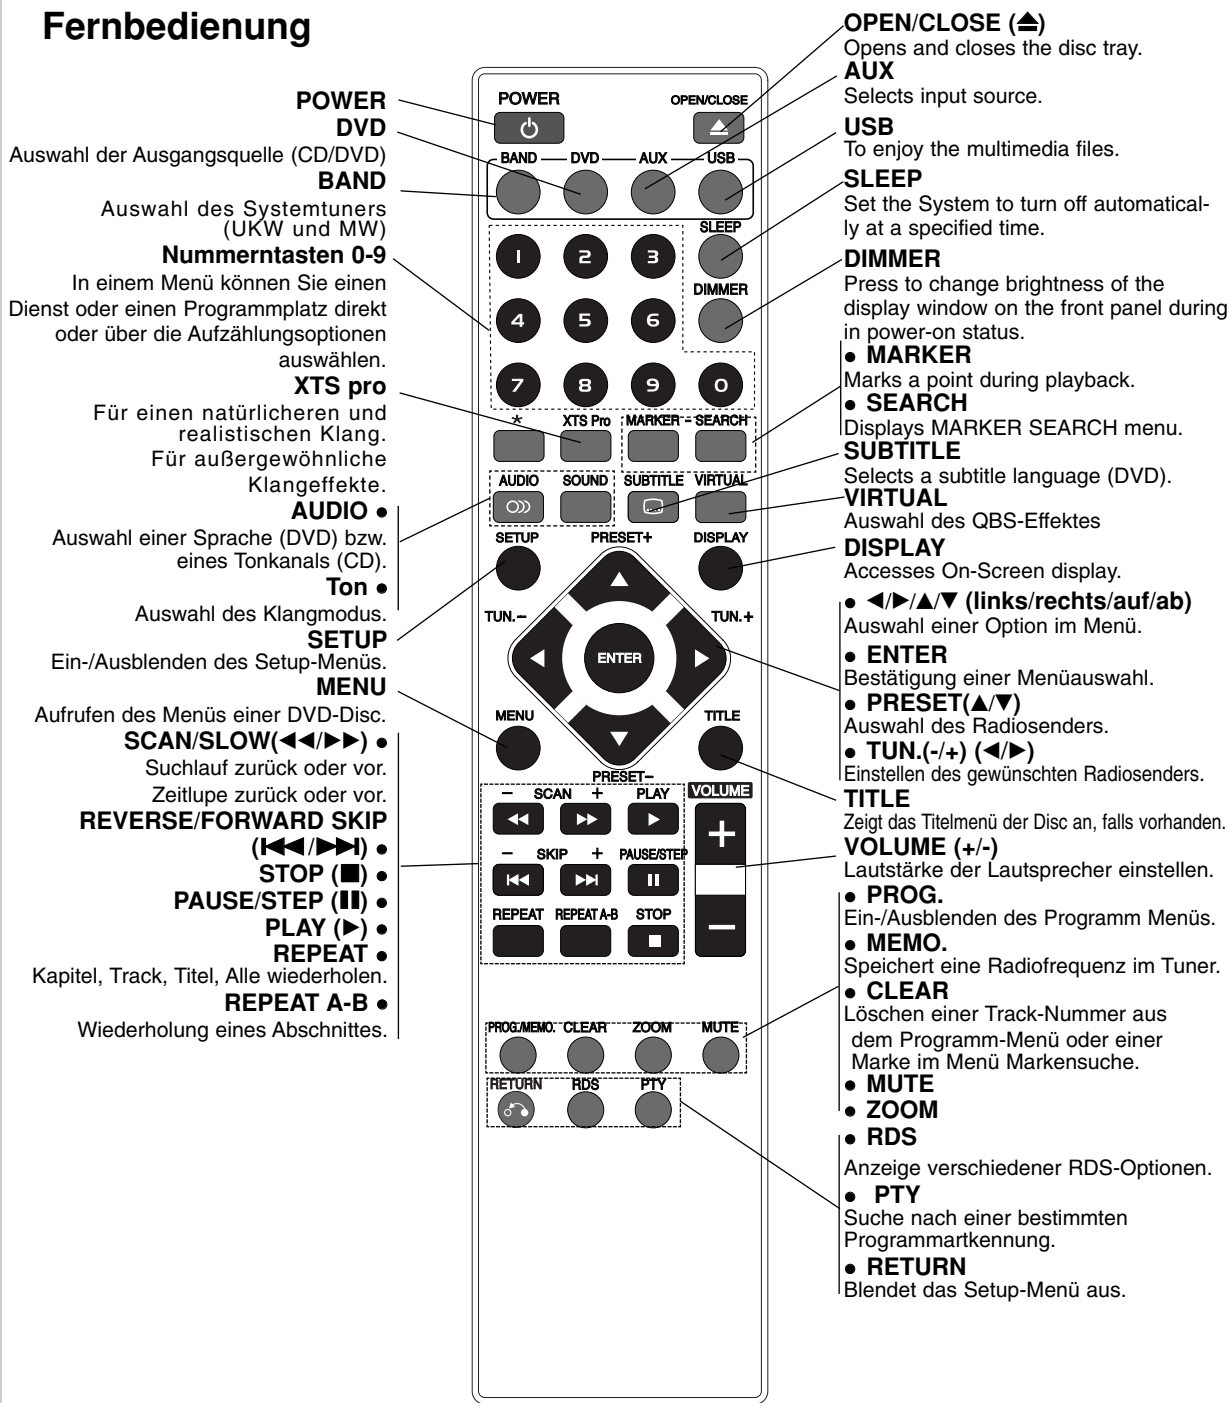 Fernbedienung
POWER
DVD
Auswahl der Ausgangsquelle (CD/DVD)
BAND
Auswahl des Systemtuners
(UKW und MW)
Nummerntasten 0-9
In einem Menü können Sie einen
Dienst oder einen Programmplatz direkt
oder über die Aufzählungsoptionen
auswählen.
XTS pro
Für einen natürlicheren und
realistischen Klang.
Für außergewöhnliche
Klangeffekte.
AUDIO ●
Auswahl einer Sprache (DVD) bzw.
eines Tonkanals (CD).
Ton ●
Auswahl des Klangmodus.
SETUP
Ein-/Ausblenden des Setup-Menüs.
MENU
Aufrufen des Menüs einer DVD-Disc.
SCAN/SLOW(◀◀/▶▶) ●
Suchlauf zurück oder vor.
Zeitlupe zurück oder vor.
REVERSE/FORWARD SKIP
(I◀◀/▶▶I) ●
STOP (■) ●
PAUSE/STEP (▮▮) ●
PLAY (▶) ●
REPEAT ●
Kapitel, Track, Titel, Alle wiederholen.
REPEAT A-B ●
Wiederholung eines Abschnittes.
POWER OPEN/CLOSE
BAND DVD AUX USB
SLEEP
1 2 3
DIMMER
4 5 6
7 8 9 0
* XTS Pro MARKER - SEARCH
AUDIO SOUND SUBTITLE VIRTUAL
SETUP PRESET+ DISPLAY
TUN.- TUN.+
ENTER
MENU TITLE
PRESET-
- SCAN + PLAY VOLUME
+
- SKIP + PAUSE/STEP
REPEAT REPEAT A-B STOP
-
PROG./MEMO. CLEAR ZOOM MUTE
RETURN RDS PTY
OPEN/CLOSE (⏏)
Opens and closes the disc tray.
AUX
Selects input source.
USB
To enjoy the multimedia files.
SLEEP
Set the System to turn off automatical-
ly at a specified time.
DIMMER
Press to change brightness of the
display window on the front panel during
in power-on status.
● MARKER
Marks a point during playback.
● SEARCH
Displays MARKER SEARCH menu.
SUBTITLE
Selects a subtitle language (DVD).
VIRTUAL
Auswahl des QBS-Effektes
DISPLAY
Accesses On-Screen display.
● ◀/▶/▲/▼ (links/rechts/auf/ab)
Auswahl einer Option im Menü.
● ENTER
Bestätigung einer Menüauswahl.
● PRESET(▲/▼)
Auswahl des Radiosenders.
● TUN.(-/+) (◀/▶)
Einstellen des gewünschten Radiosenders.
TITLE
Zeigt das Titelmenü der Disc an, falls vorhanden.
VOLUME (+/-)
Lautstärke der Lautsprecher einstellen.
● PROG.
Ein-/Ausblenden des Programm Menüs.
● MEMO.
Speichert eine Radiofrequenz im Tuner.
● CLEAR
Löschen einer Track-Nummer aus
dem Programm-Menü oder einer
Marke im Menü Markensuche.
● MUTE
● ZOOM
● RDS
Anzeige verschiedener RDS-Optionen.
● PTY
Suche nach einer bestimmten
Programmartkennung.
● RETURN
Blendet das Setup-Menü aus.